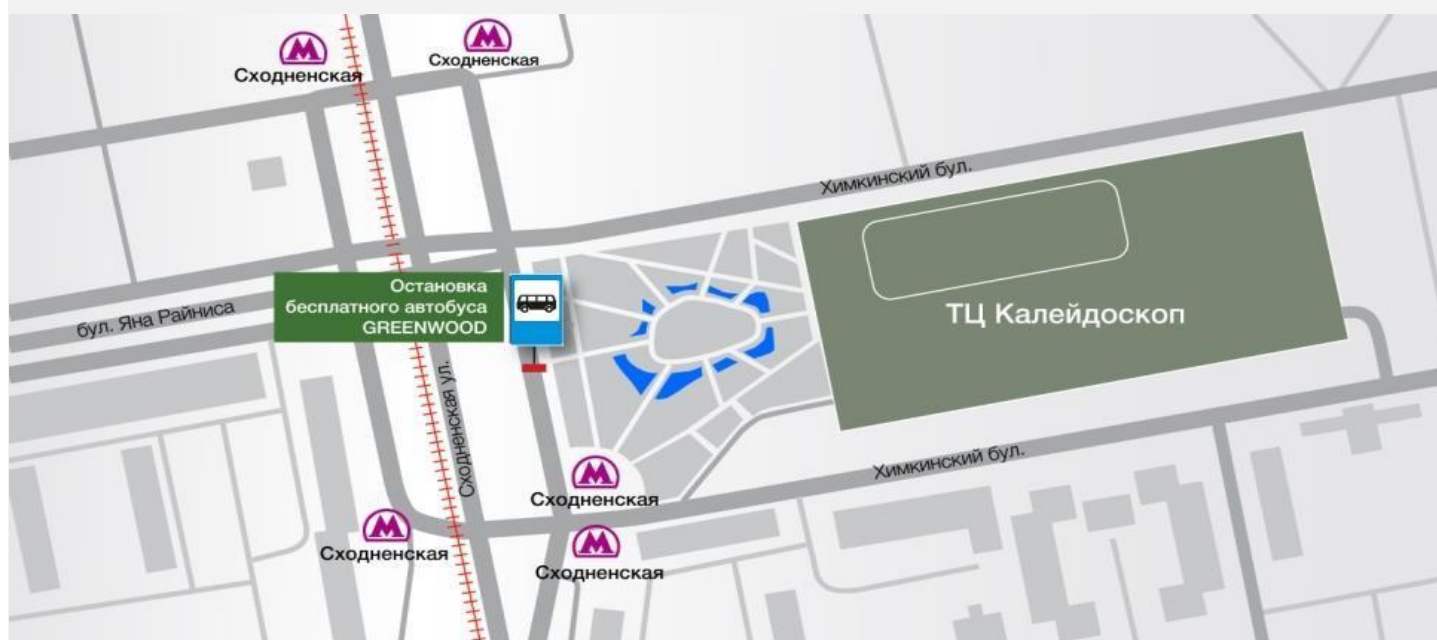 Сходненская
Сходненская
Химкинский бул.
Остановка
бесплатного автобуса
GREENWOOD
бул. Яна Райниса
ТЦ Калейдоскоп
Сходненская ул.
Химкинский бул.
Сходненская
Сходненская
Сходненская